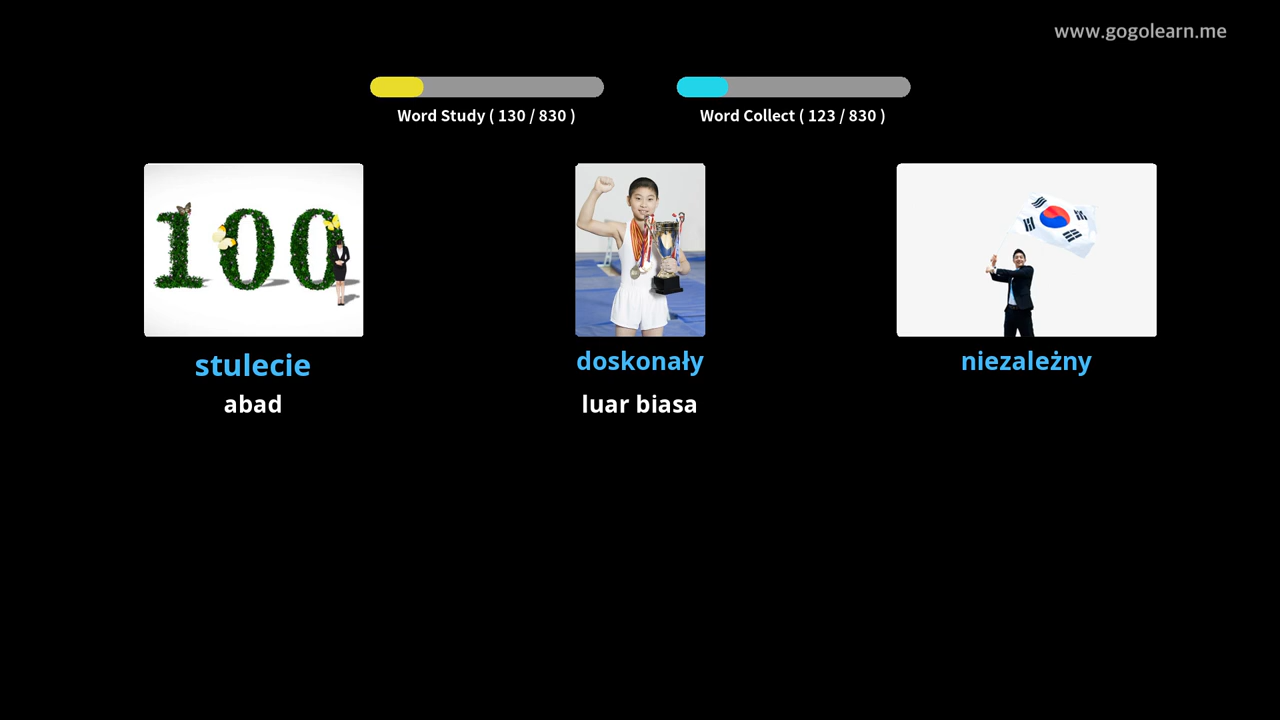 www.gogolearn.me
Word Study ( 130 / 830 )
Word Collect ( 123 / 830 )
100
stulecie
doskonały
niezależny
abad
luar biasa